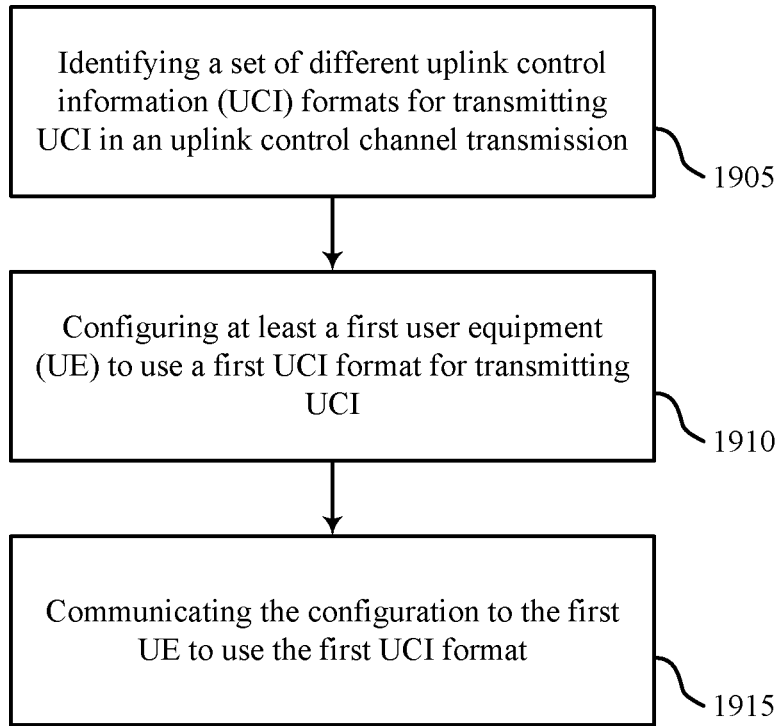 Identifying a set of different uplink control
information (UCI) formats for transmitting
UCI in an uplink control channel transmission
1905
Configuring at least a first user equipment
(UE) to use a first UCI format for transmitting
UCI
1910
Communicating the configuration to the first
UE to use the first UCI format
1915